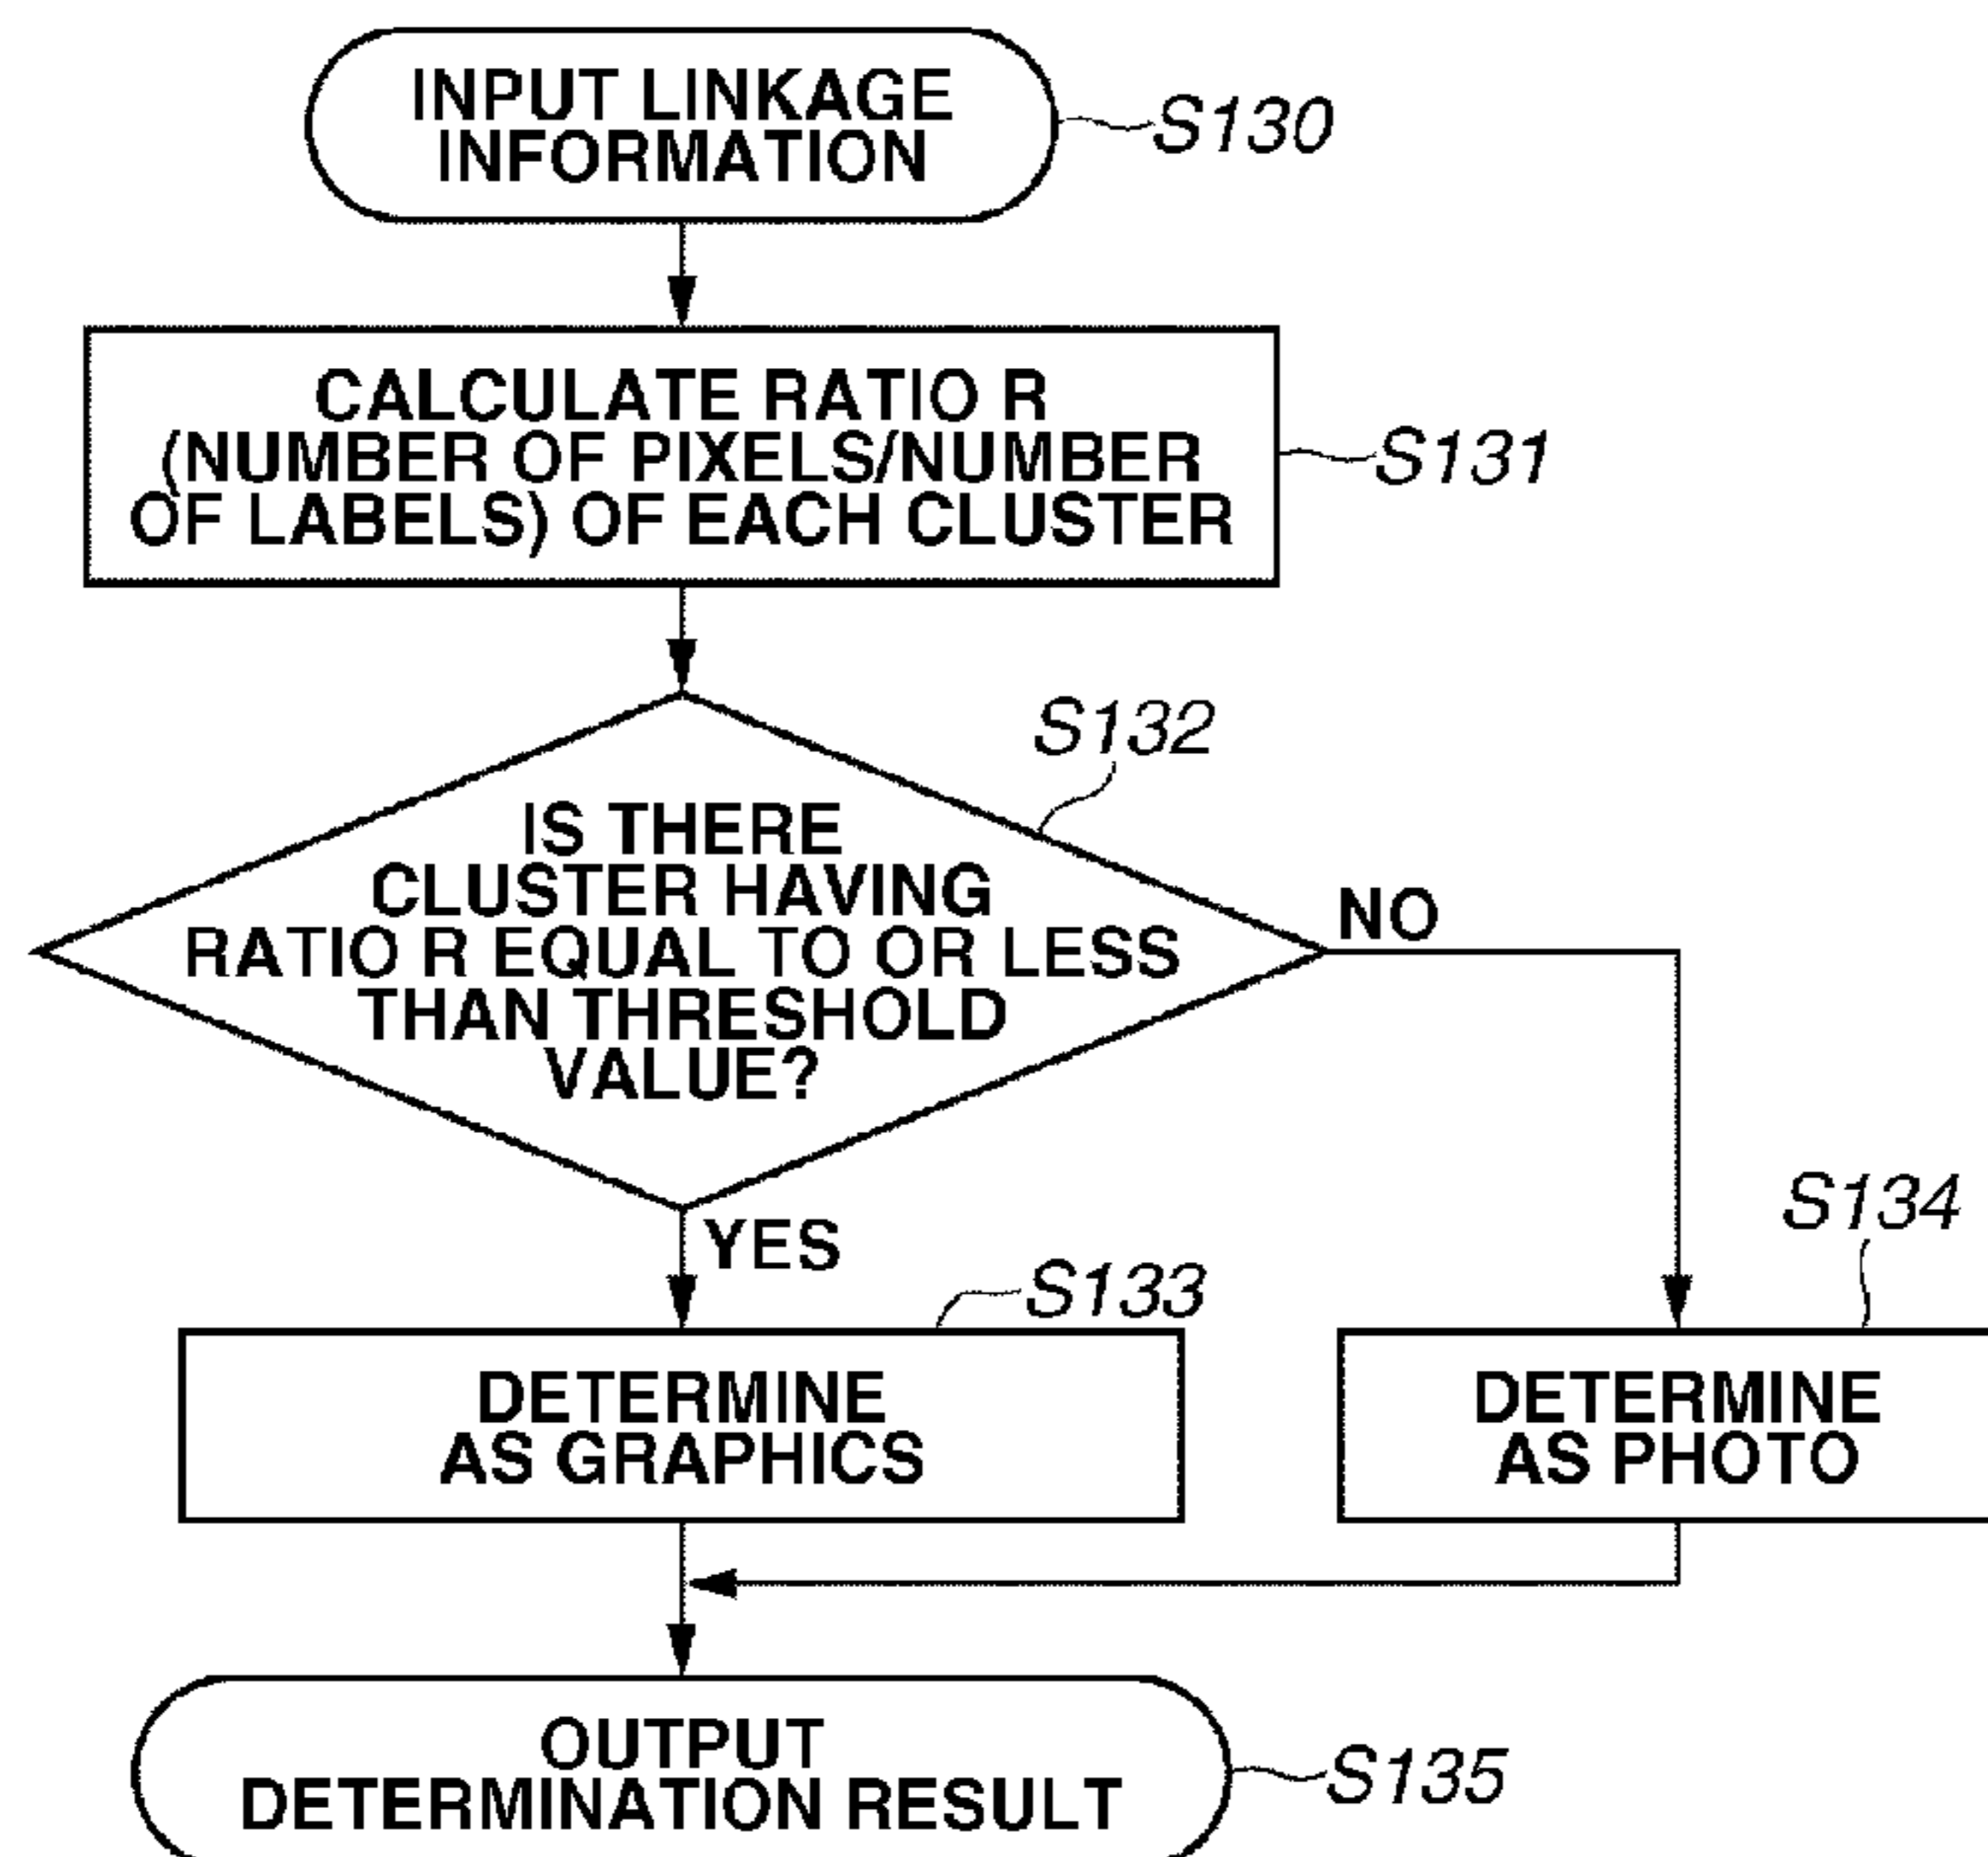 INPUT LINKAGE
INFORMATION
S130
CALCULATE RATIO R
(NUMBER OF PIXELS/NUMBER
OF LABELS) OF EACH CLUSTER
S131
S132
IS THERE
CLUSTER HAVING
RATIO R EQUAL TO OR LESS
THAN THRESHOLD
VALUE?
NO
YES
S133
S134
DETERMINE
AS GRAPHICS
DETERMINE
AS PHOTO
OUTPUT
DETERMINATION RESULT
S135